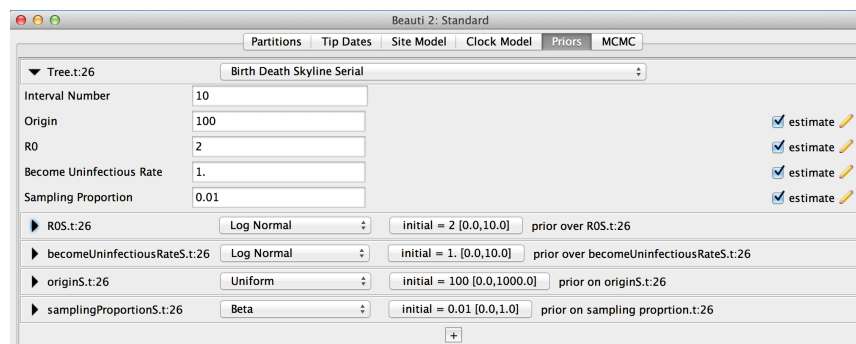 Beauti 2: Standard
Partitions Tip Dates Site Model Clock Model Priors MCMC
Tree.t:26 Birth Death Skyline Serial
Interval Number 10
Origin 100 estimate
R0 2 estimate
Become Uninfectious Rate 1. estimate
Sampling Proportion 0.01 estimate
R0S.t:26 Log Normal initial = 2 [0.0,10.0] prior over R0S.t:26
becomeUninfectiousRateS.t:26 Log Normal initial = 1. [0.0,10.0] prior over becomeUninfectiousRateS.t:26
originS.t:26 Uniform initial = 100 [0.0,1000.0] prior on originS.t:26
samplingProportionS.t:26 Beta initial = 0.01 [0.0,1.0] prior on sampling proprtion.t:26
+